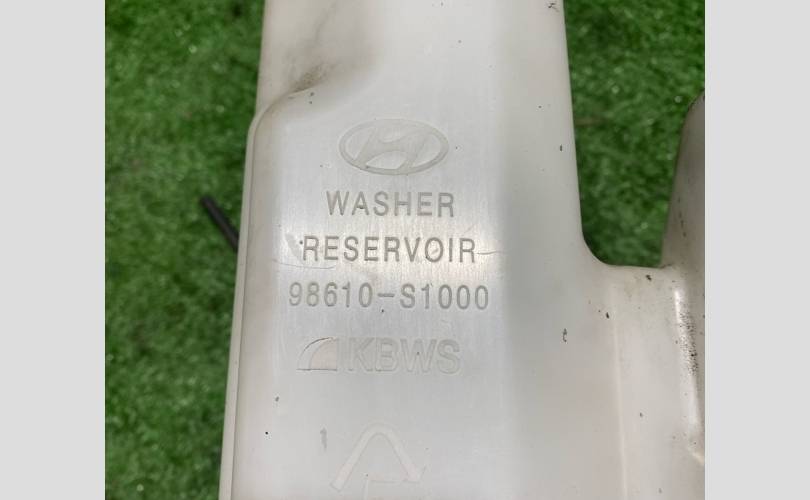 WASHER
RESERVOIR
98610-S1000
KBWS